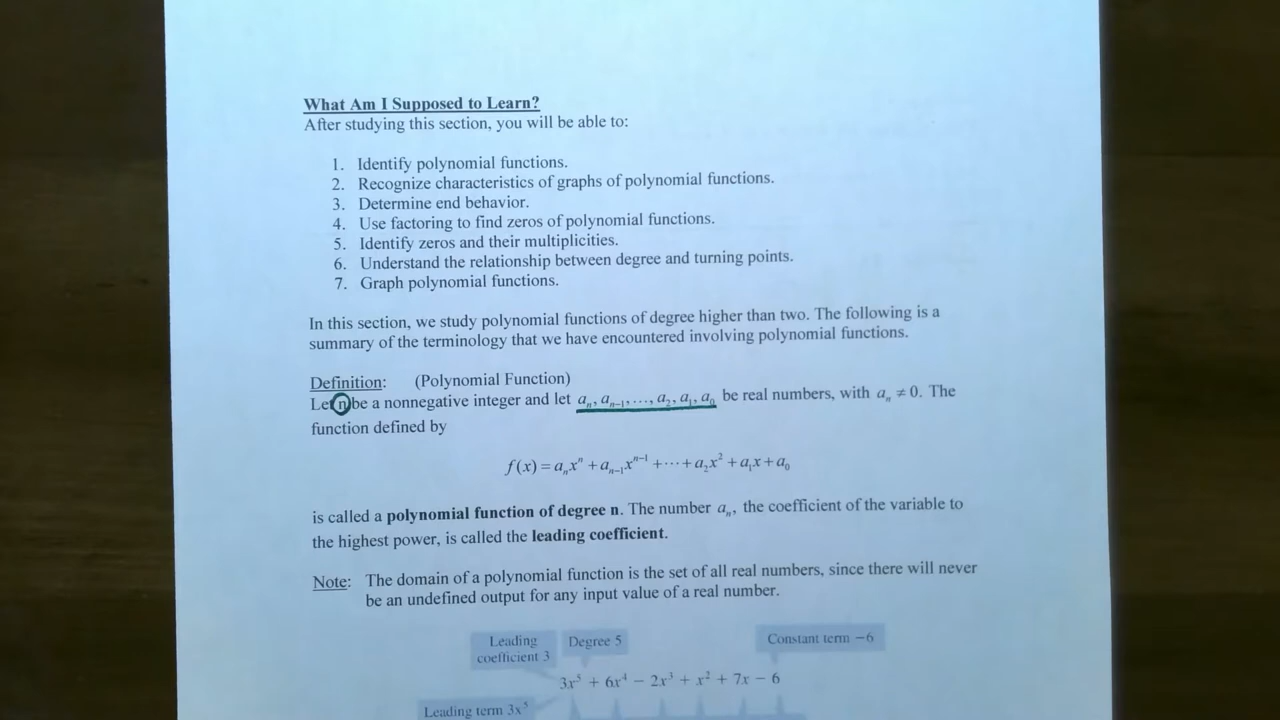 What Am I Supposed to Learn?
After studying this section, you will be able to:
1. Identify polynomial functions.
2. Recognize characteristics of graphs of polynomial functions.
3. Determine end behavior.
4. Use factoring to find zeros of polynomial functions.
5. Identify zeros and their multiplicities.
6. Understand the relationship between degree and turning points.
7. Graph polynomial functions.
In this section, we study polynomial functions of degree higher than two. The following is a
summary of the terminology that we have encountered involving polynomial functions.
Definition: (Polynomial Function)
Let n be a nonnegative integer and let aₙ, aₙ₋₁, …, a₂, a₁, a₀ be real numbers, with aₙ ≠ 0. The
function defined by
f(x) = aₙxⁿ + aₙ₋₁xⁿ⁻¹ + ⋯ + a₂x² + a₁x + a₀
is called a polynomial function of degree n. The number aₙ, the coefficient of the variable to
the highest power, is called the leading coefficient.
Note: The domain of a polynomial function is the set of all real numbers, since there will never
be an undefined output for any input value of a real number.
Leading coefficient 3
Degree 5
Constant term −6
3x⁵ + 6x⁴ − 2x³ + x² + 7x − 6
Leading term 3x⁵